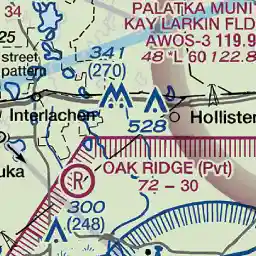 34
PALATKA MUNI
KAY LARKIN FLD
AWOS-3 119.9
48 *L 60 122.8
25
street
pattern
341
(270)
Interlachen
528
Hollister
OAK RIDGE (Pvt)
72 - 30
uka
R
300
(248)